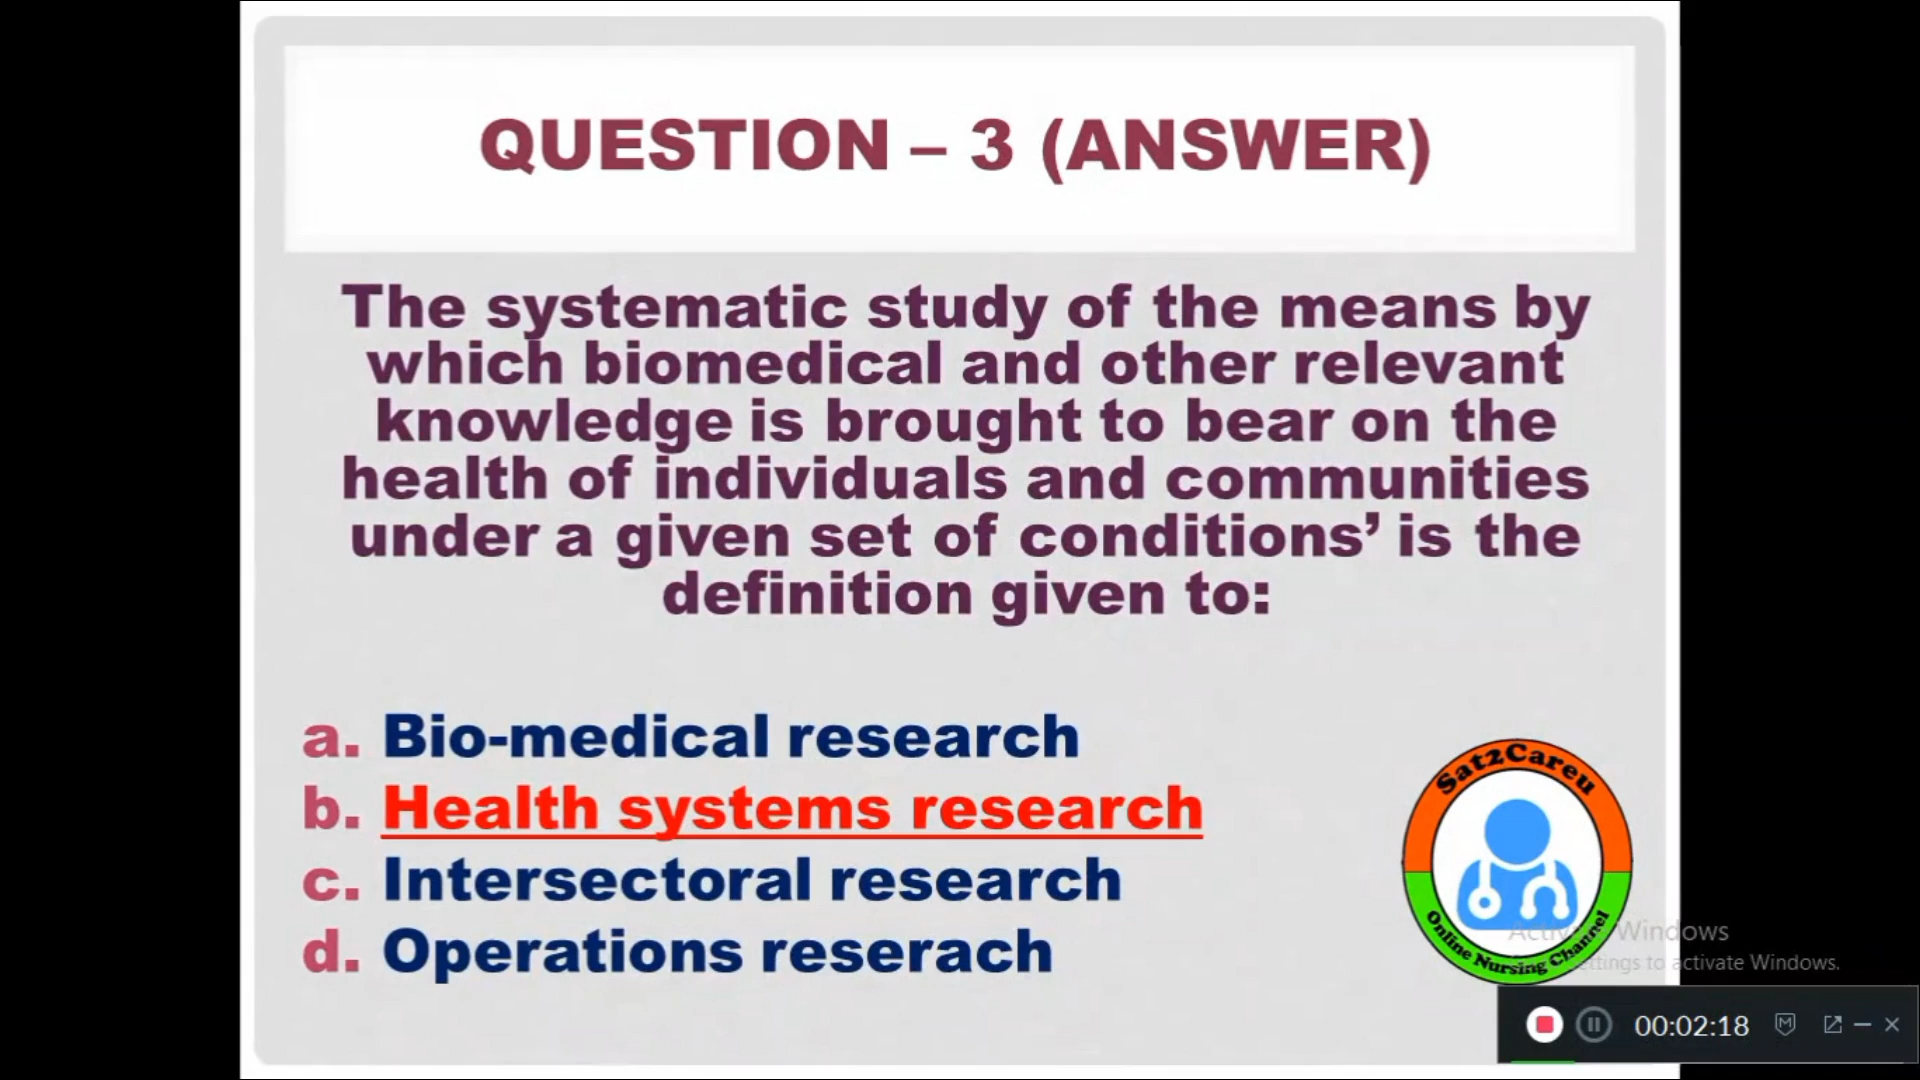 QUESTION – 3 (ANSWER)
The systematic study of the means by
which biomedical and other relevant
knowledge is brought to bear on the
health of individuals and communities
under a given set of conditions’ is the
definition given to:
a. Bio-medical research
b. Health systems research
c. Intersectoral research
d. Operations reserach
Sat2Careu
Online Nursing Channel
Windows
activate Windows.
00:02:18